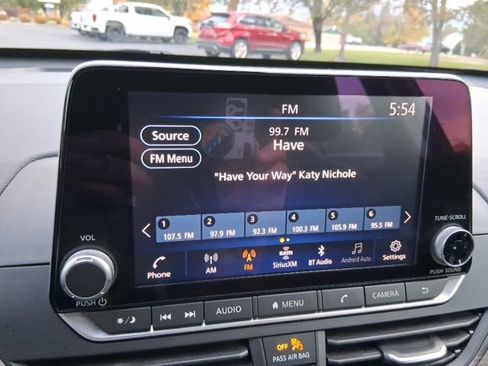 FM
5:54
Source
99.7 FM
Have
FM Menu
"Have Your Way" Katy Nichole
1 2 3 4 5 6
107.5 FM 97.9 FM 92.3 FM 100.3 FM 105.9 FM 95.5 FM
Phone
AM
FM
SiriusXM
BT Audio
Android Auto
Settings
VOL
PUSH
TUNE·SCROLL
PUSH SOUND
AUDIO
MENU
CAMERA
OFF
PASS AIR BAG